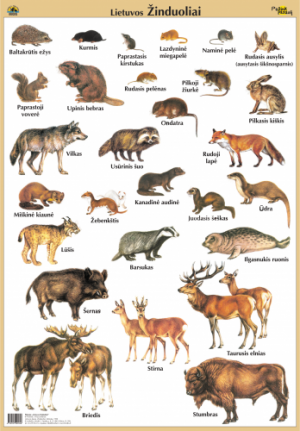 Lietuvos Žinduoliai
Baltakrūtis ežys
Kurmis
Paprastasis
kirstukas
Lazdyninė
miegapelė
Naminė pelė
Rudasis ausylis
Rudasis pelėnas
Pilkoji
žiurkė
Paprastoji
voverė
Upinis bebras
Ondatra
Pilkasis kiškis
Vilkas
Usūrinis šuo
Rudoji
lapė
Miškinė kiaunė
Žebenkštis
Kanadinė audinė
Juodasis šeškas
Ūdra
Lūšis
Barsukas
Ilgasnukis ruonis
Šernas
Stirna
Taurusis elnias
Briedis
Stumbras